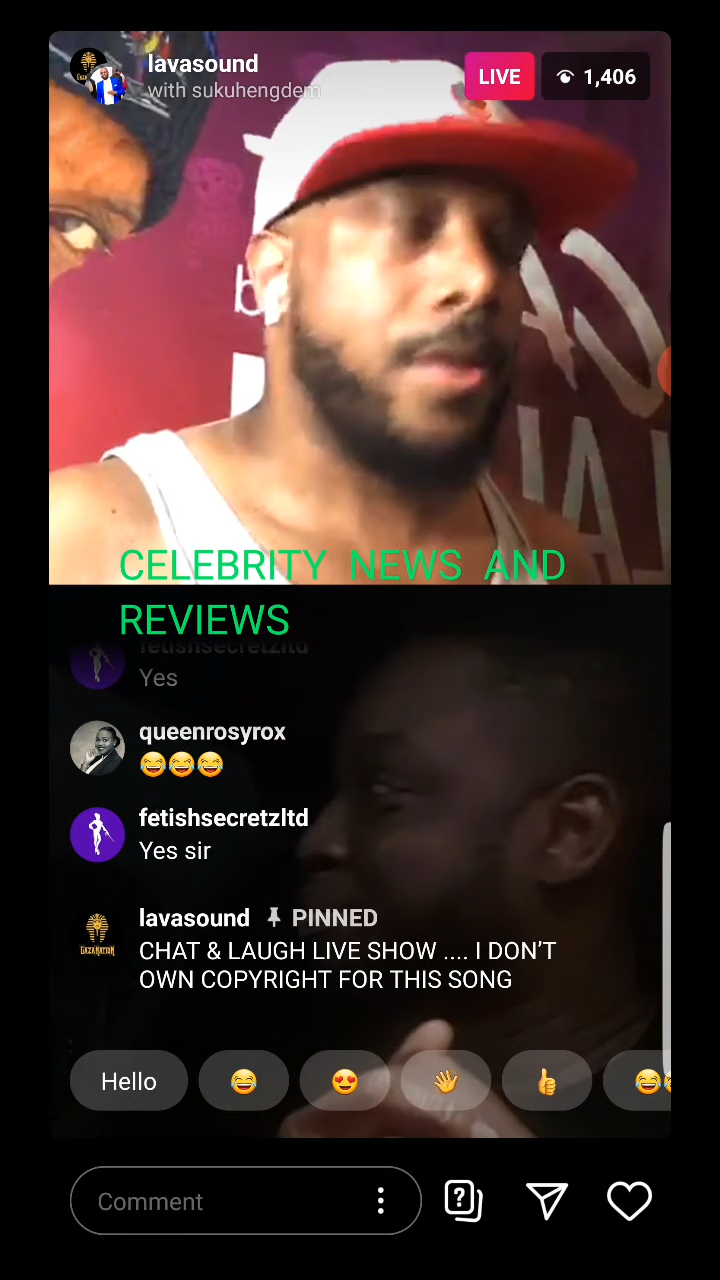 lavasound
with sukuhengdem
LIVE
1,406
CELEBRITY NEWS AND
REVIEWS
fetishsecretzltd
Yes
queenrosyrox
😂😂😂
fetishsecretzltd
Yes sir
lavasound PINNED
CHAT & LAUGH LIVE SHOW .... I DON'T
OWN COPYRIGHT FOR THIS SONG
Hello
Comment